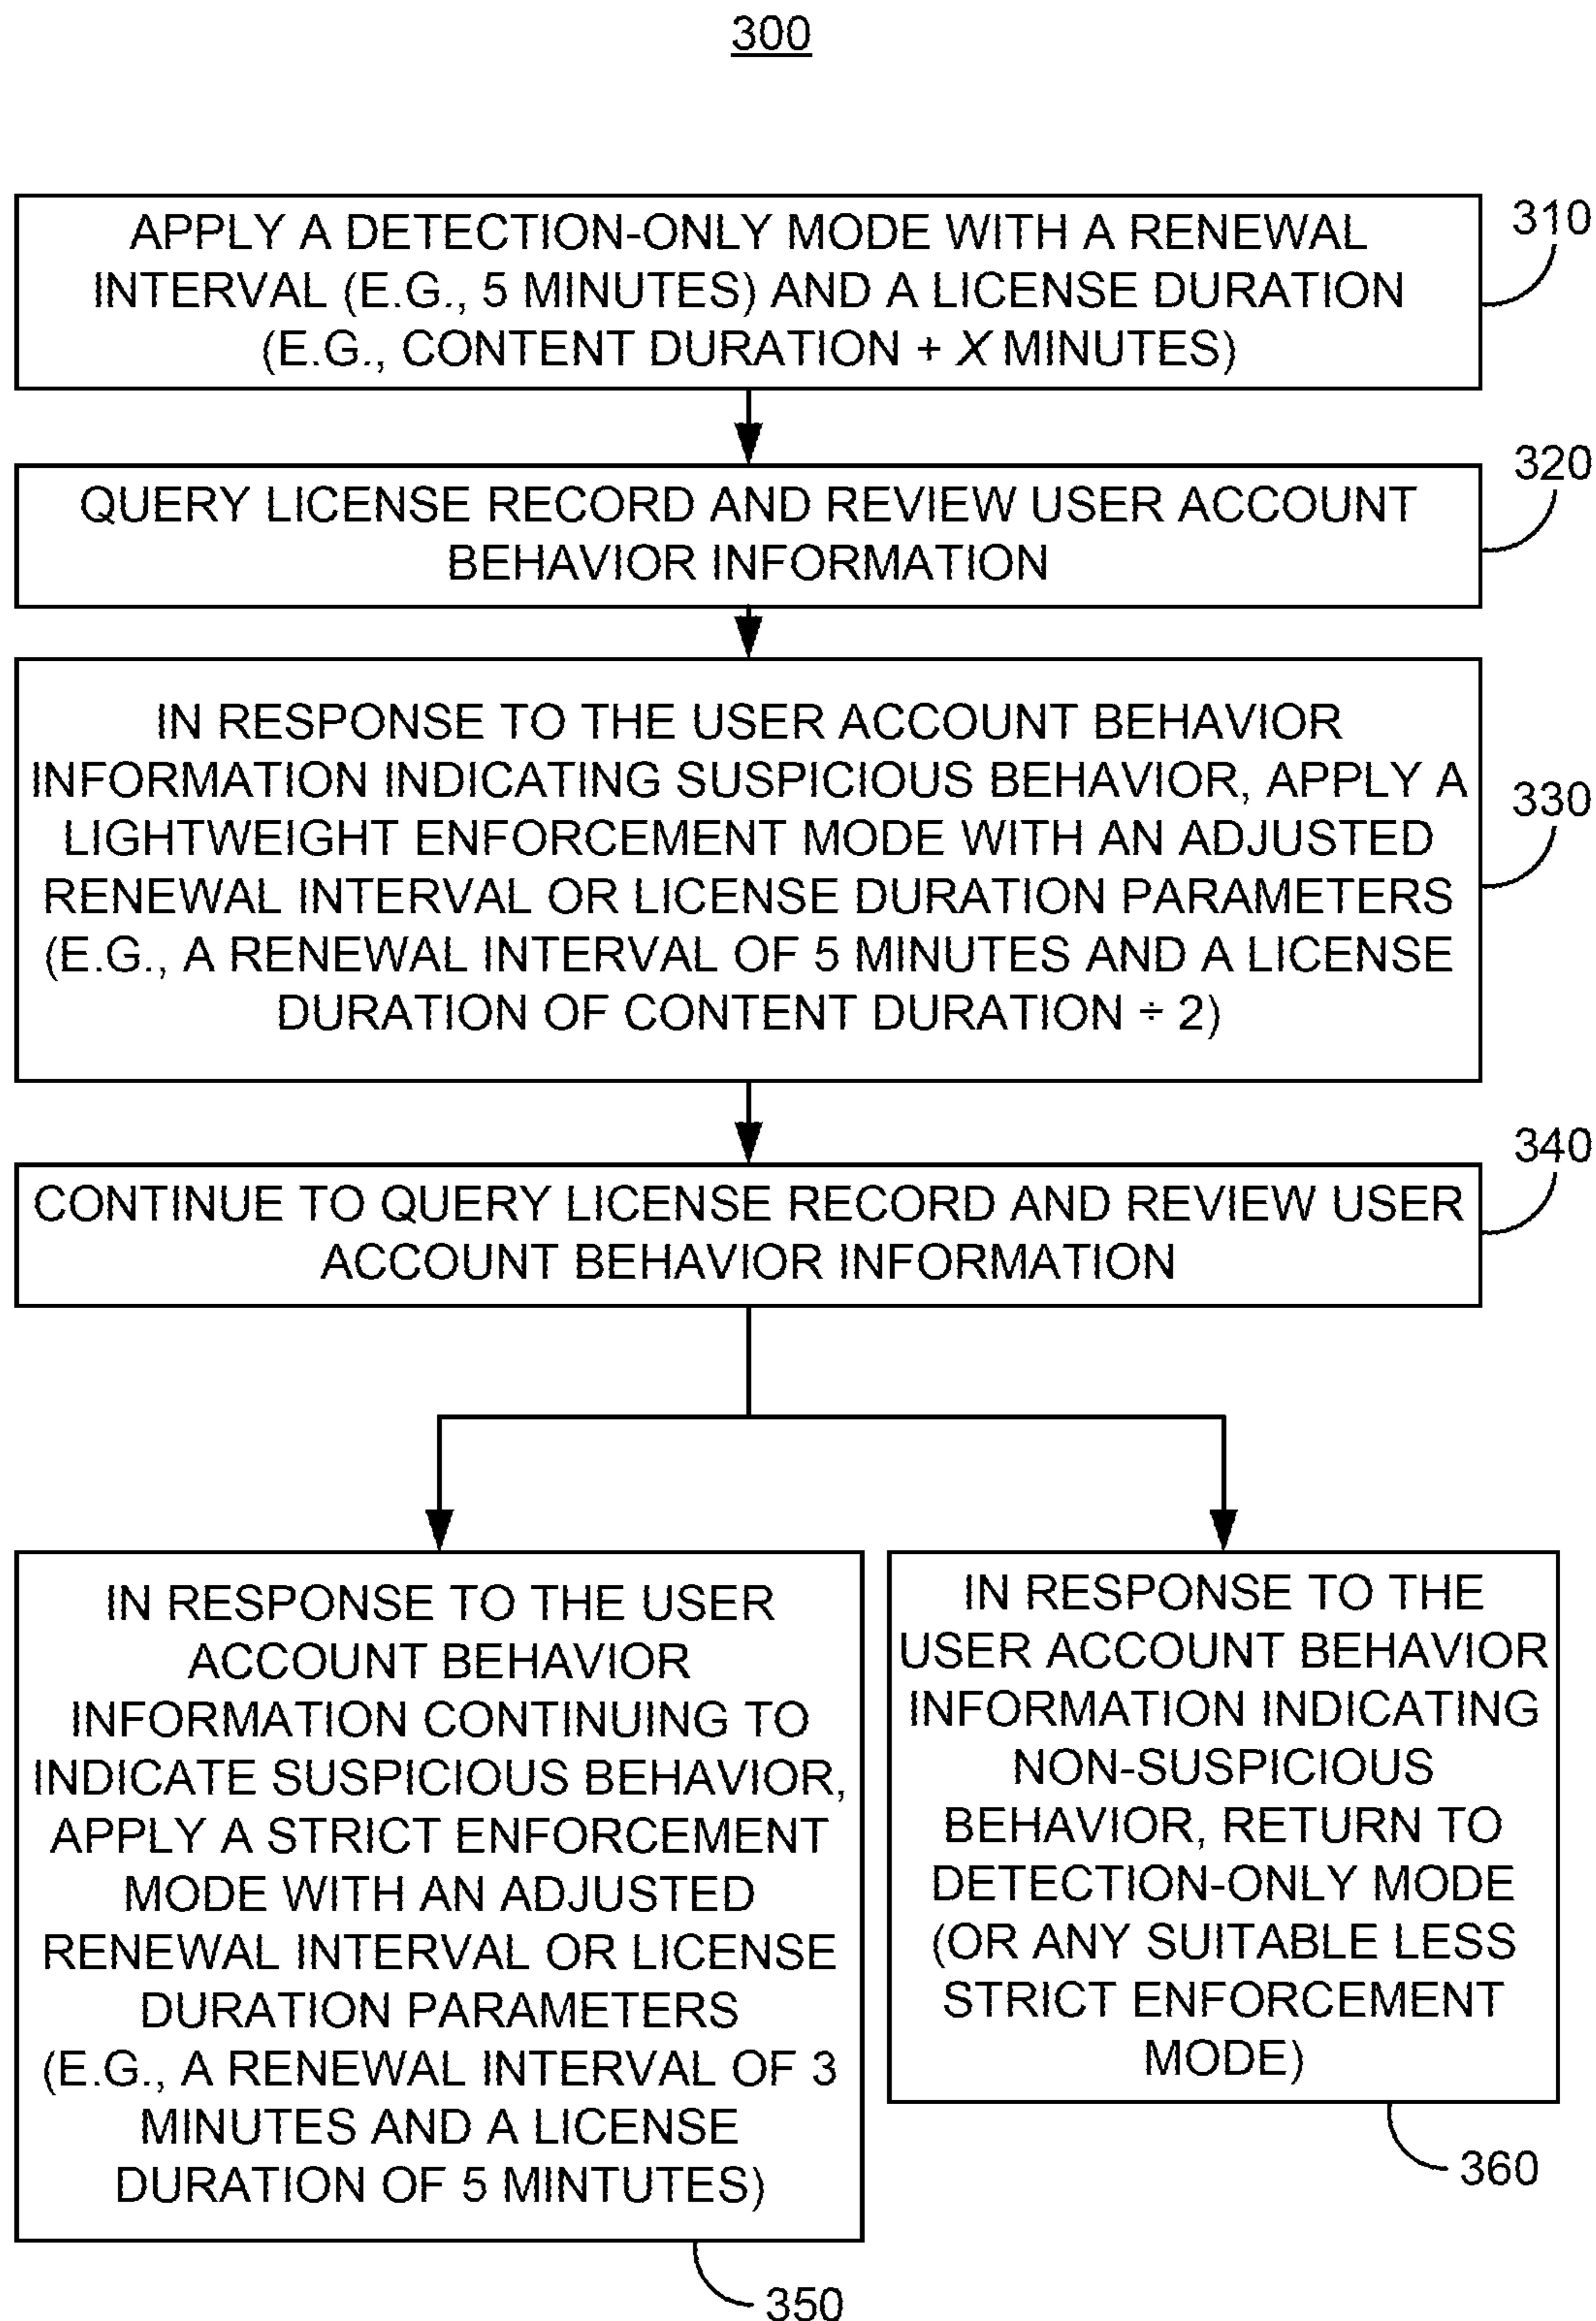 300
APPLY A DETECTION-ONLY MODE WITH A RENEWAL
INTERVAL (E.G., 5 MINUTES) AND A LICENSE DURATION
(E.G., CONTENT DURATION + X MINUTES)
310
QUERY LICENSE RECORD AND REVIEW USER ACCOUNT
BEHAVIOR INFORMATION
320
IN RESPONSE TO THE USER ACCOUNT BEHAVIOR
INFORMATION INDICATING SUSPICIOUS BEHAVIOR, APPLY A
LIGHTWEIGHT ENFORCEMENT MODE WITH AN ADJUSTED
RENEWAL INTERVAL OR LICENSE DURATION PARAMETERS
(E.G., A RENEWAL INTERVAL OF 5 MINUTES AND A LICENSE
DURATION OF CONTENT DURATION ÷ 2)
330
CONTINUE TO QUERY LICENSE RECORD AND REVIEW USER
ACCOUNT BEHAVIOR INFORMATION
340
IN RESPONSE TO THE USER
ACCOUNT BEHAVIOR
INFORMATION CONTINUING TO
INDICATE SUSPICIOUS BEHAVIOR,
APPLY A STRICT ENFORCEMENT
MODE WITH AN ADJUSTED
RENEWAL INTERVAL OR LICENSE
DURATION PARAMETERS
(E.G., A RENEWAL INTERVAL OF 3
MINUTES AND A LICENSE
DURATION OF 5 MINTUTES)
350
IN RESPONSE TO THE
USER ACCOUNT BEHAVIOR
INFORMATION INDICATING
NON-SUSPICIOUS
BEHAVIOR, RETURN TO
DETECTION-ONLY MODE
(OR ANY SUITABLE LESS
STRICT ENFORCEMENT
MODE)
360